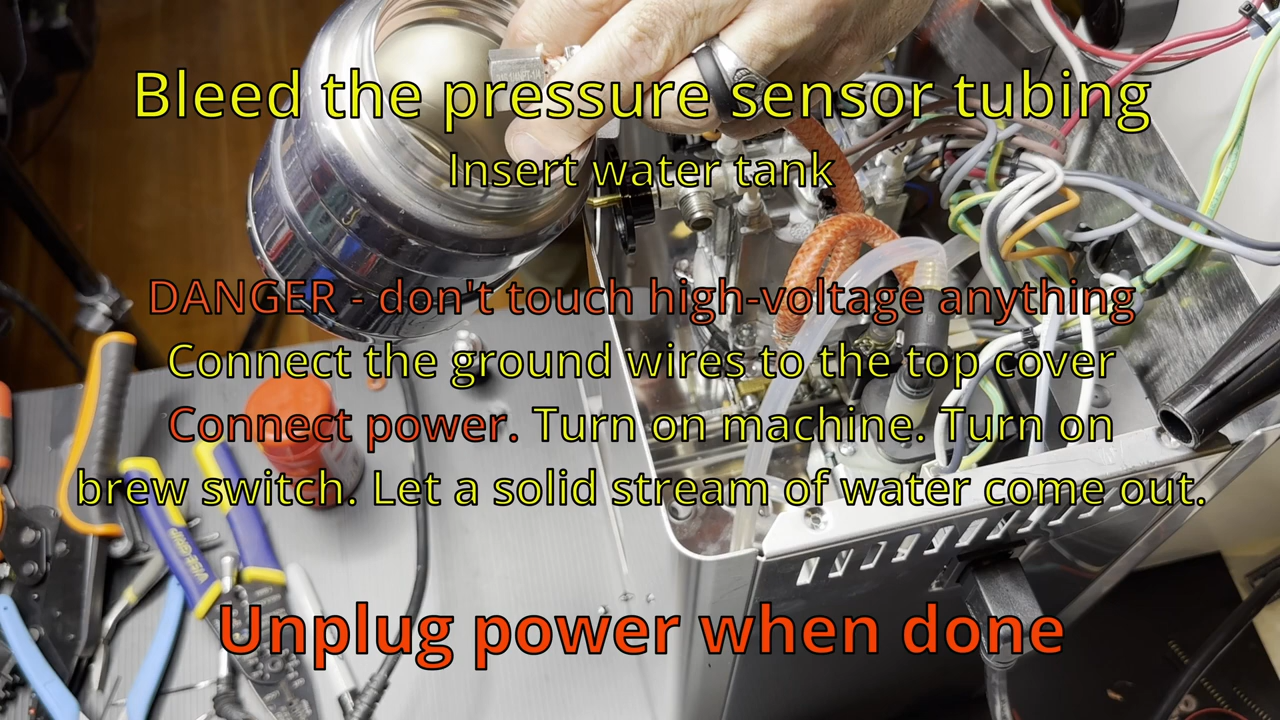 Bleed the pressure sensor tubing
Insert water tank
DANGER - don't touch high-voltage anything
Connect the ground wires to the top cover
Connect power. Turn on machine. Turn on
brew switch. Let a solid stream of water come out.
VISE-GRIP
Unplug power when done